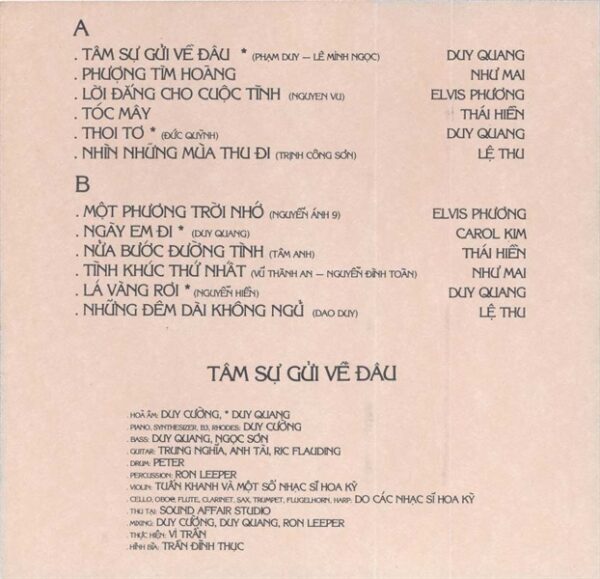 A
. TÂM SỰ GỬI VỀ ĐÂU * (PHẠM DUY – LÊ MINH NGỌC) DUY QUANG
. PHƯỢNG TÌM HOÀNG NHƯ MAI
. LỜI ĐẮNG CHO CUỘC TÌNH (NGUYEN VU) ELVIS PHƯƠNG
. TÓC MÂY THÁI HIỀN
. THOI TƠ * (ĐỨC QUỲNH) DUY QUANG
. NHÌN NHỮNG MÙA THU ĐI (TRỊNH CÔNG SƠN) LỆ THU
B
. MỘT PHƯƠNG TRỜI NHỚ (NGUYỄN ÁNH 9) ELVIS PHƯƠNG
. NGÀY EM ĐI * (DUY QUANG) CAROL KIM
. NỬA BƯỚC ĐƯỜNG TÌNH (TÂM ANH) THÁI HIỀN
. TÌNH KHÚC THỨ NHẤT (VŨ THÀNH AN – NGUYỄN ĐÌNH TOÀN) NHƯ MAI
. LÁ VÀNG RƠI * (NGUYỄN HIỀN) DUY QUANG
. NHỮNG ĐÊM DÀI KHÔNG NGỦ (DAO DUY) LỆ THU
TÂM SỰ GỬI VỀ ĐÂU
. HOÀ ÂM: DUY CƯỜNG, * DUY QUANG
. PIANO, SYNTHESIZER, B3, RHODES: DUY CƯỜNG
. BASS: DUY QUANG, NGỌC SƠN
. GUITAR: TRUNG NGHĨA, ANH TÀI, RIC FLAUDING
. DRUM: PETER
. PERCUSSION: RON LEEPER
. VIOLIN: TUẤN KHANH VÀ MỘT SỐ NHẠC SĨ HOA KỲ
. CELLO, OBOE, FLUTE, CLARINET, SAX, TRUMPET, FLUGELHORN, HARP: DO CÁC NHẠC SĨ HOA KỲ
. THU TẠI: SOUND AFFAIR STUDIO
. MIXING: DUY CƯỜNG, DUY QUANG, RON LEEPER
. THỰC HIỆN: VI TRẦN
. HÌNH BÌA: TRẦN ĐÌNH THỤC